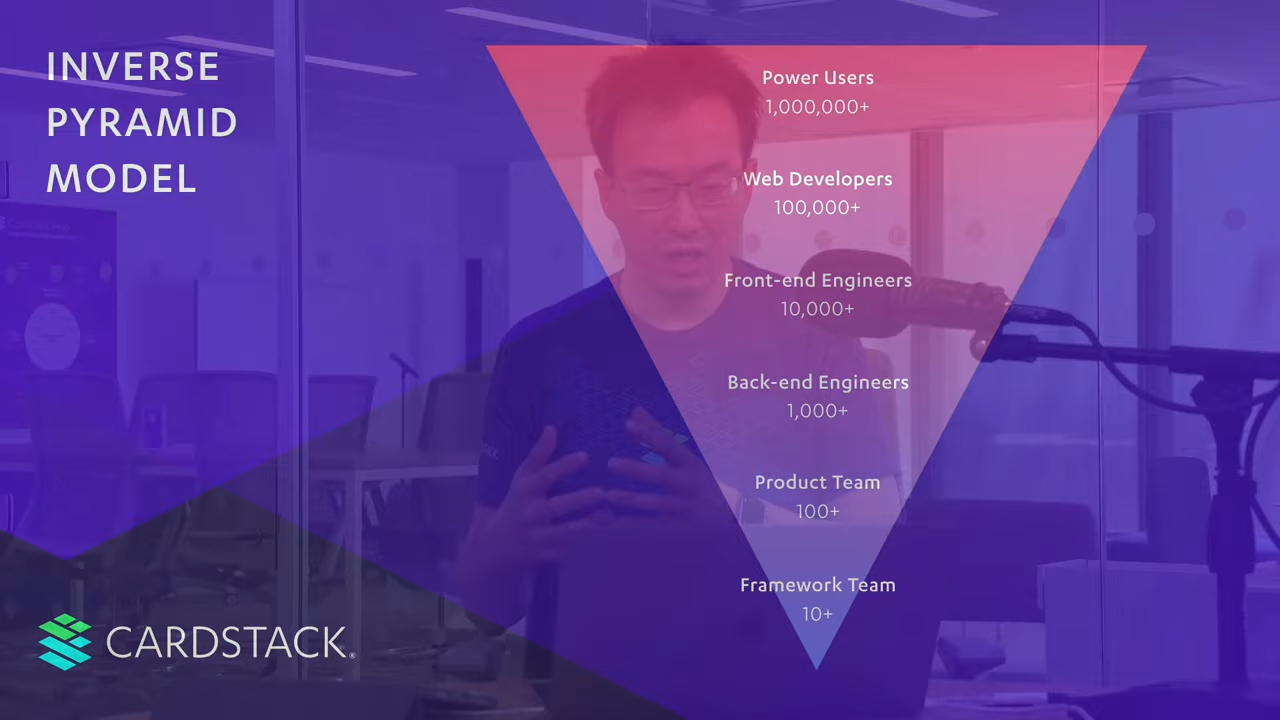 INVERSE
PYRAMID
MODEL
Power Users
1,000,000+
Web Developers
100,000+
Front-end Engineers
10,000+
Back-end Engineers
1,000+
Product Team
100+
Framework Team
10+
CARDSTACK®